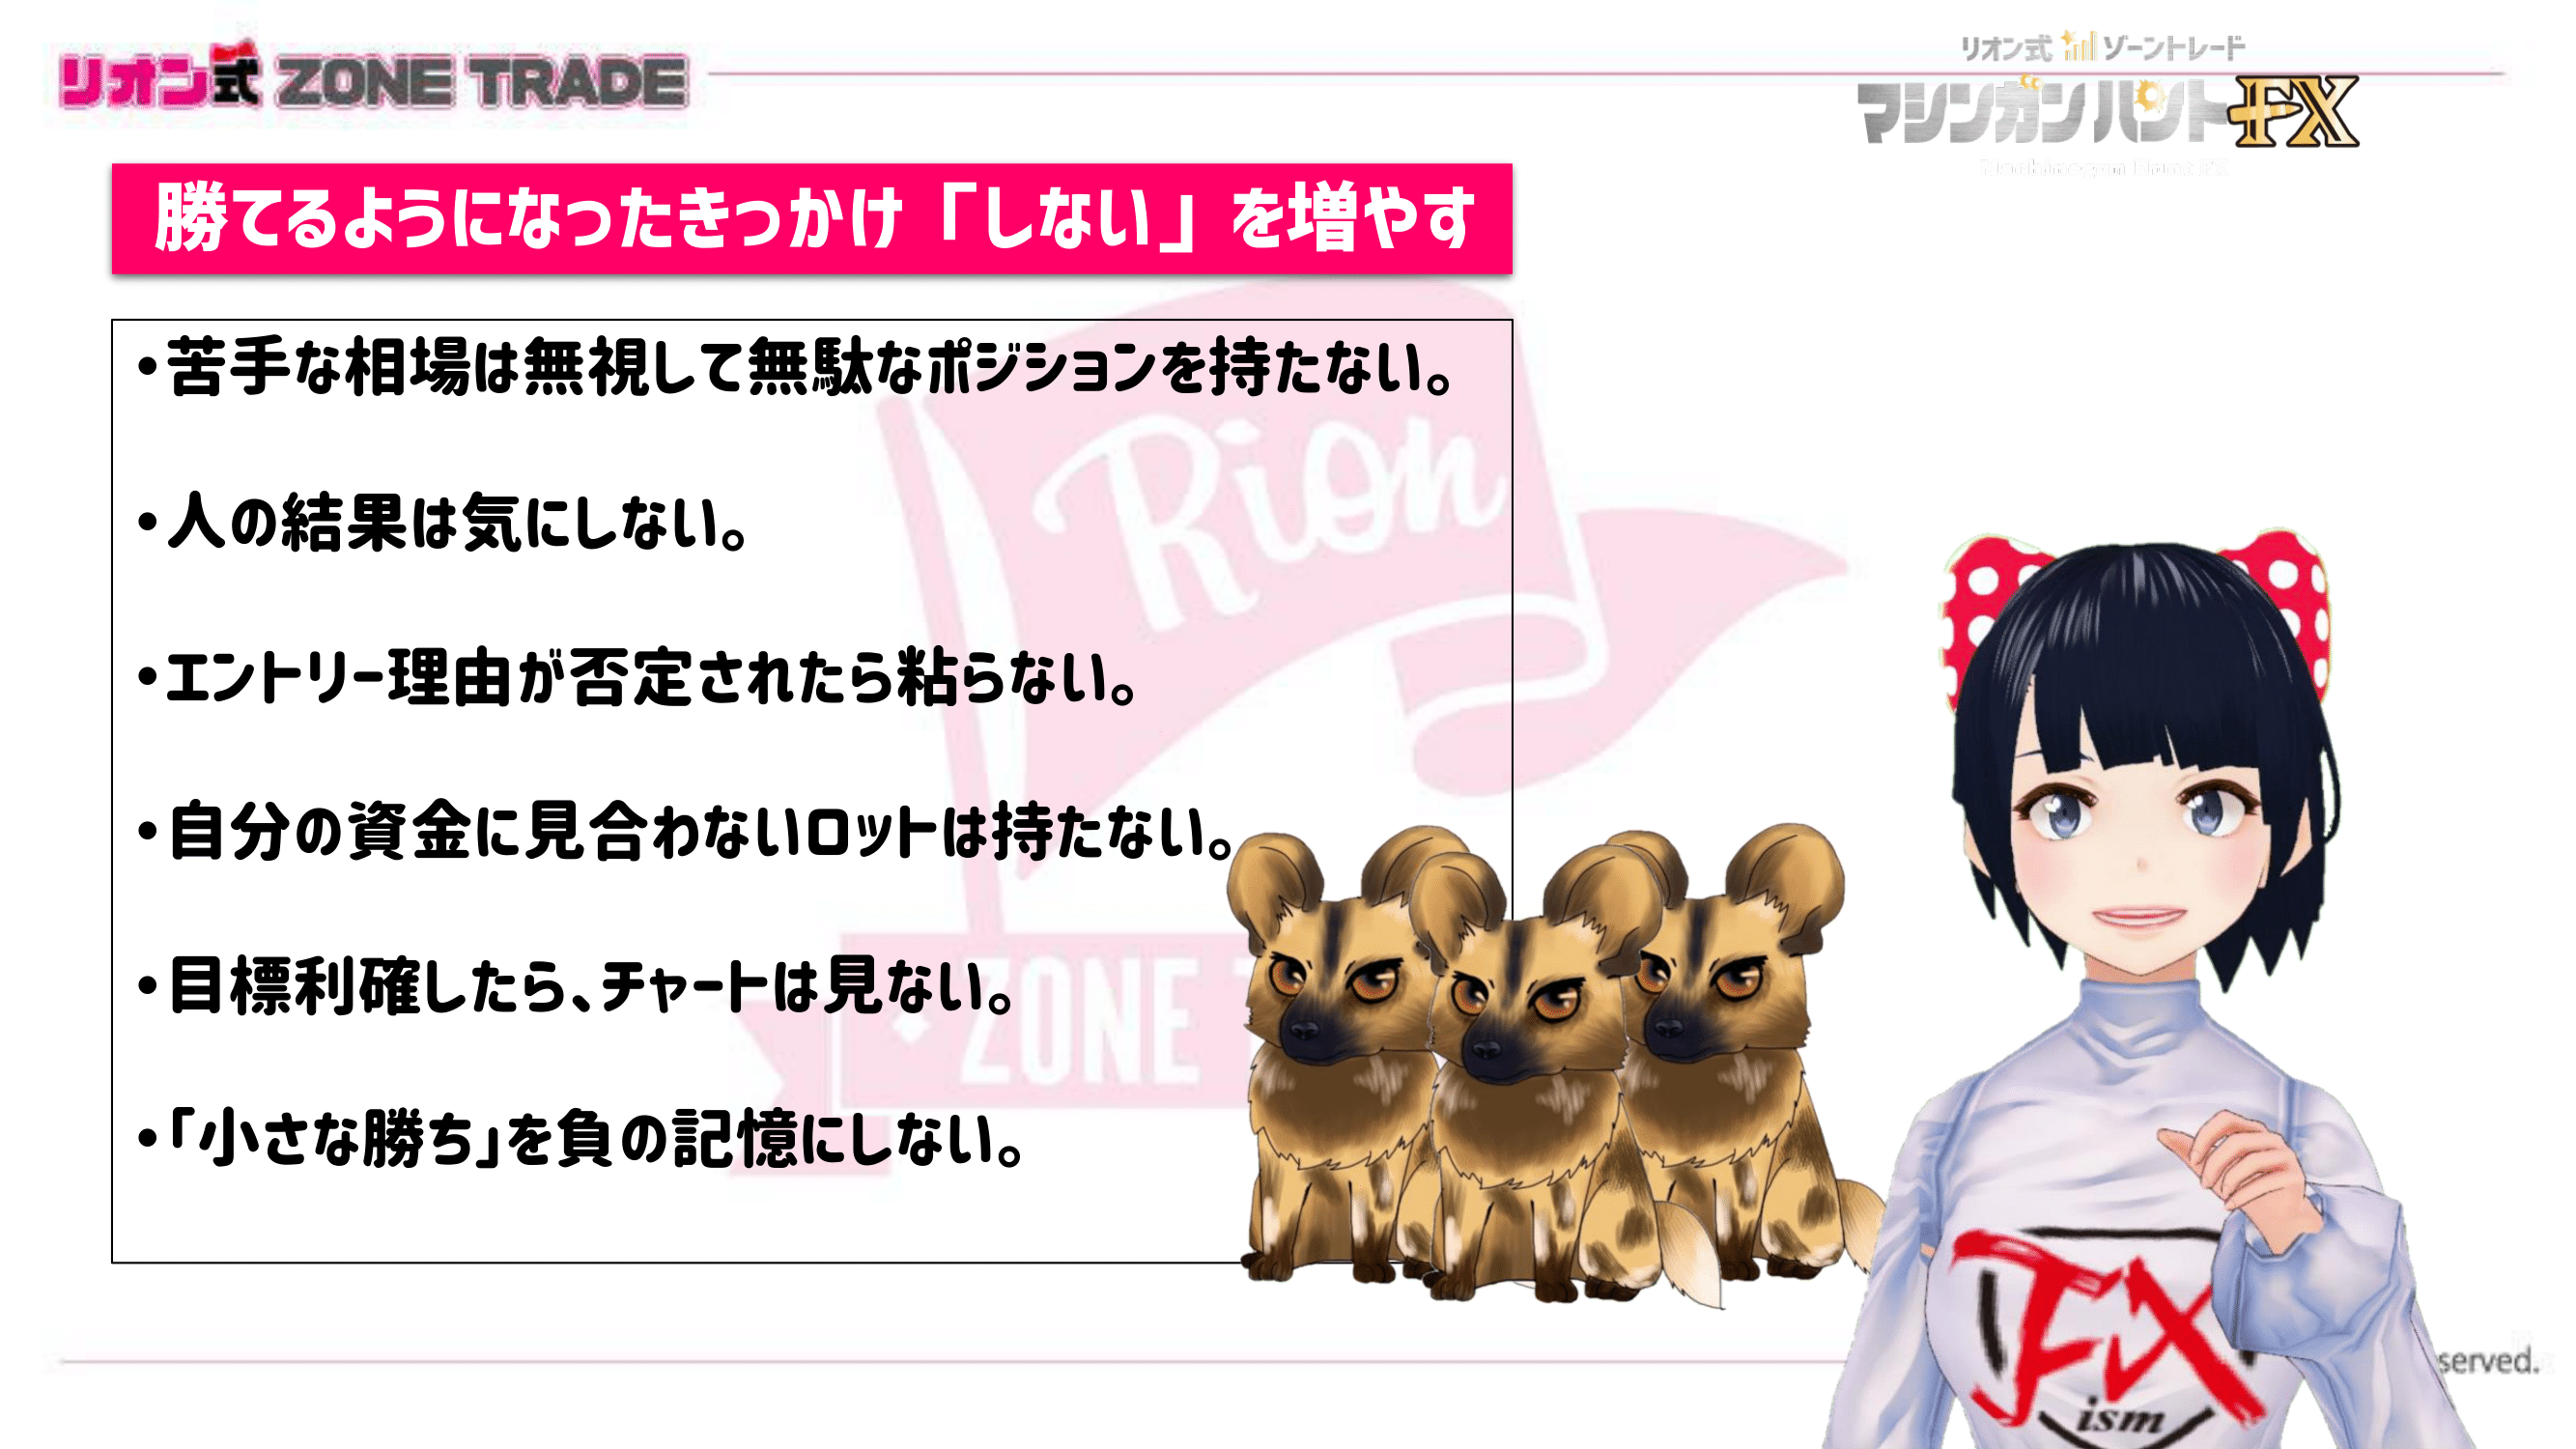 リオン式 ZONE TRADE
リオン式 ゾーントレード
マシンガンハントFX
勝てるようになったきっかけ「しない」を増やす
・苦手な相場は無視して無駄なポジションを持たない。
・人の結果は気にしない。
・エントリー理由が否定されたら粘らない。
・自分の資金に見合わないロットは持たない。
・目標利確したら、チャートは見ない。
・「小さな勝ち」を負の記憶にしない。
Rion
ZONE T
FX
ism
served.